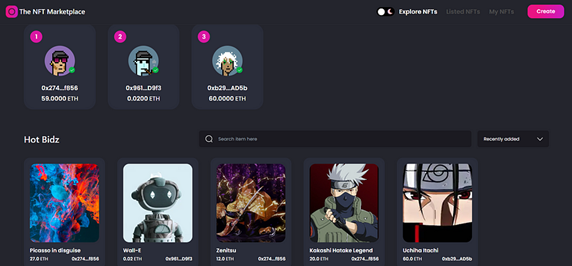 The NFT Marketplace
Explore NFTs
Listed NFTs
My NFTs
Create
1
2
3
0x274...f856
0x961...D9f3
0xb29...AD5b
59.0000 ETH
0.0200 ETH
60.0000 ETH
Hot Bidz
Search item here
Recently added
Picasso in disguise
Wall-E
Zenitsu
Kakashi Hatake Legend
Uchiha Itachi
27.0 ETH
0x274...f856
0.02 ETH
0x961...D9f3
12.0 ETH
0x274...f856
20.0 ETH
0x274...f856
60.0 ETH
0xb29...AD5b